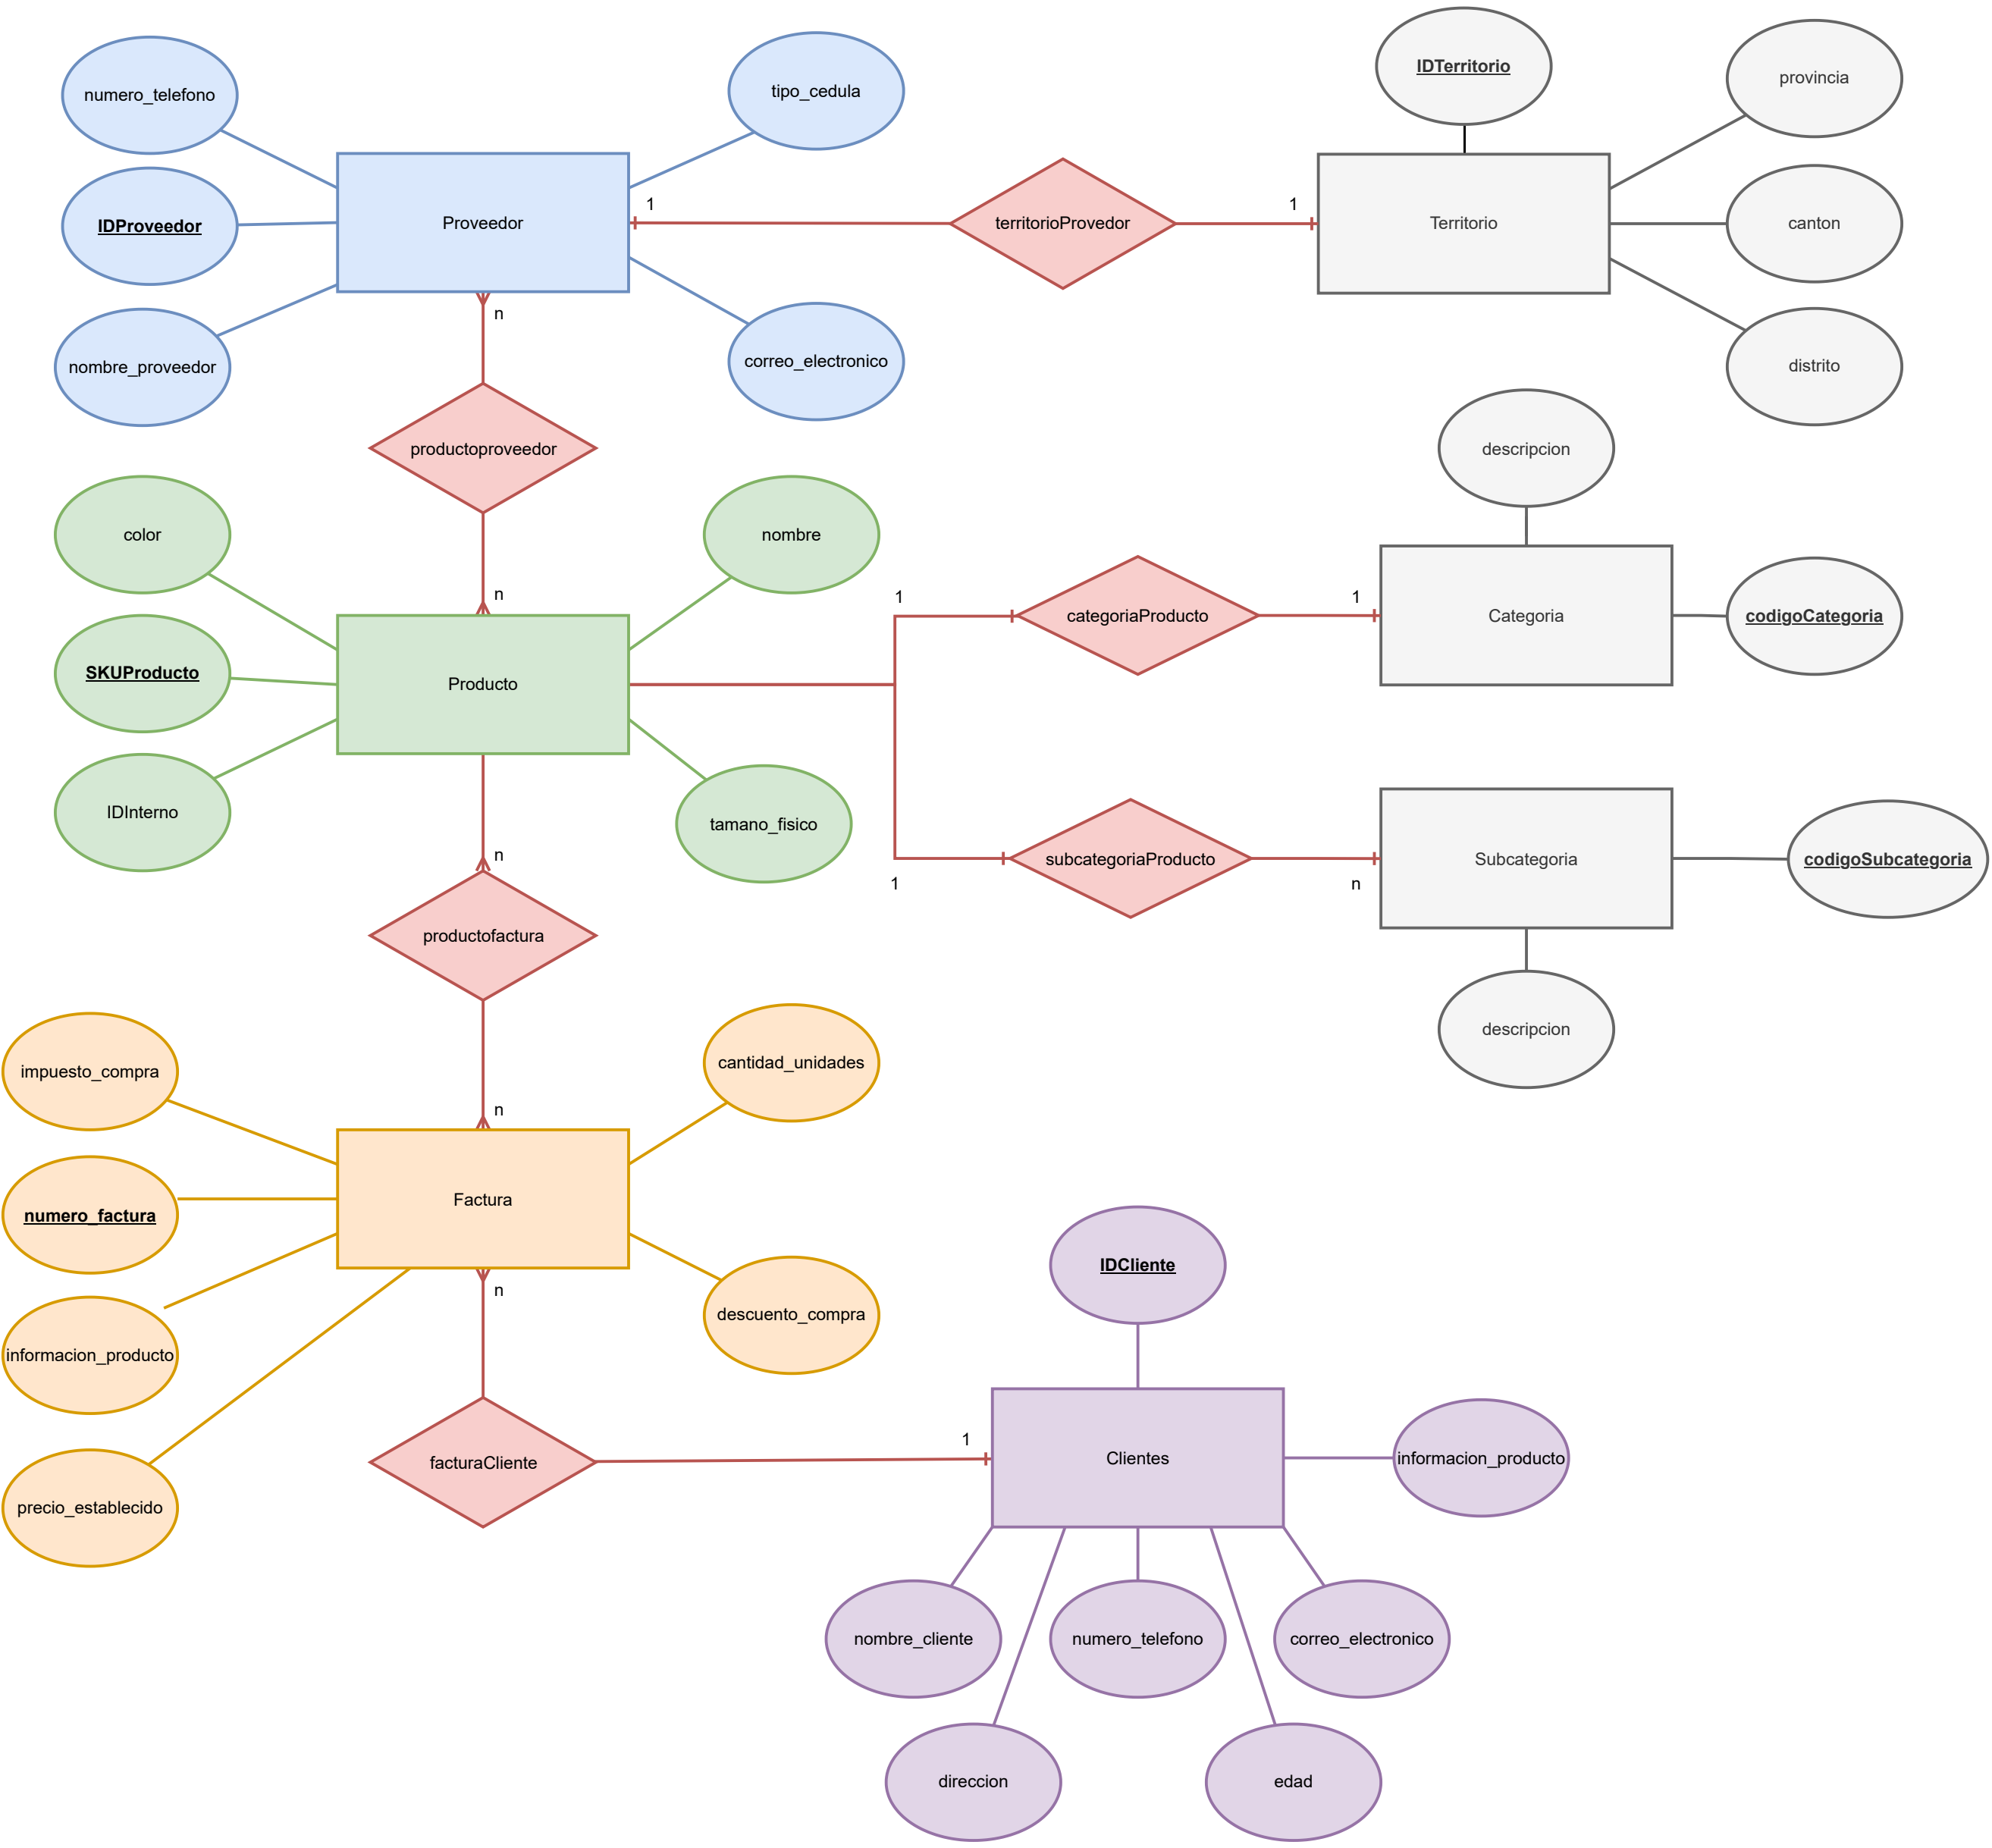 IDTerritorio
provincia
tipo_cedula
numero_telefono
1
1
IDProveedor
Proveedor
territorioProvedor
Territorio
canton
n
nombre_proveedor
correo_electronico
distrito
productoproveedor
descripcion
color
nombre
n
1
1
categoriaProducto
Categoria
codigoCategoria
SKUProducto
Producto
IDInterno
tamano_fisico
n
subcategoriaProducto
Subcategoria
codigoSubcategoria
1
n
productofactura
descripcion
impuesto_compra
cantidad_unidades
n
numero_factura
Factura
IDCliente
n
descuento_compra
informacion_producto
1
facturaCliente
Clientes
informacion_producto
precio_establecido
nombre_cliente
numero_telefono
correo_electronico
direccion
edad